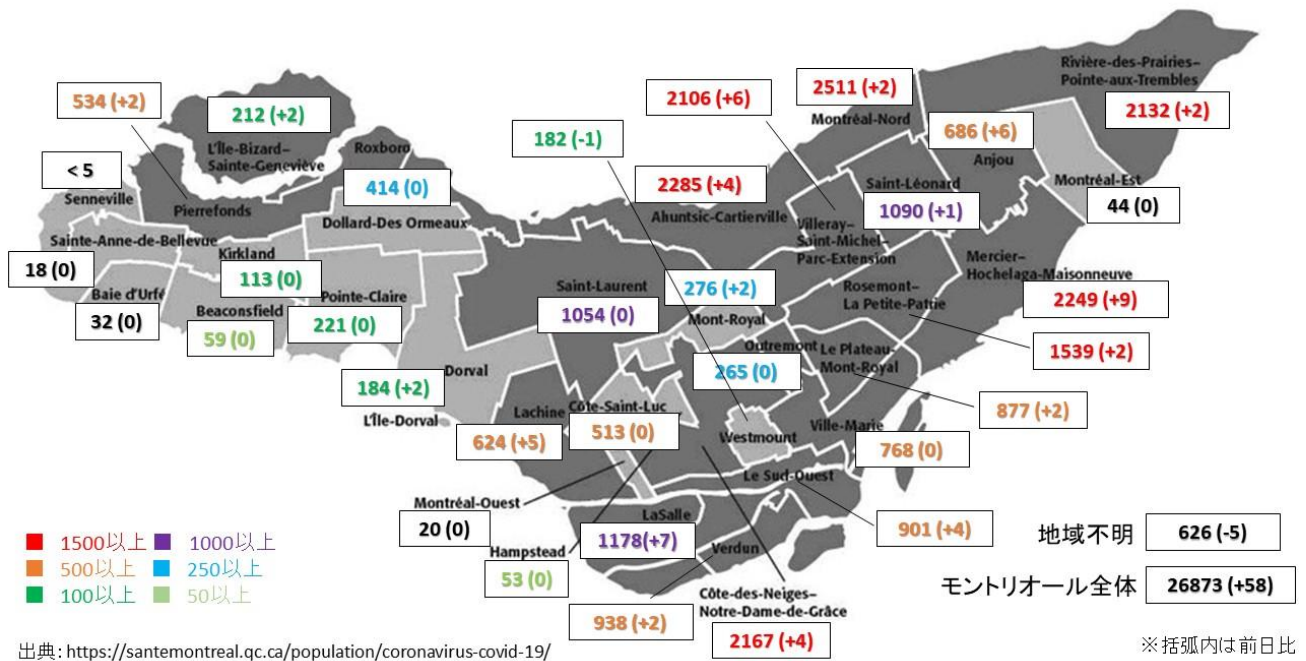 Rivière-des-Prairies–
Pointe-aux-Trembles
2132 (+2)
2511 (+2)
Montréal-Nord
2106 (+6)
534 (+2)
212 (+2)
L'Île-Bizard–
Sainte-Geneviève
Roxboro
182 (-1)
686 (+6)
Anjou
< 5
Senneville
Pierrefonds
414 (0)
Dollard-Des Ormeaux
2285 (+4)
Ahuntsic-Cartierville
Saint-Léonard
1090 (+1)
Montréal-Est
44 (0)
Villeray–
Saint-Michel–
Parc-Extension
Sainte-Anne-de-Bellevue
18 (0)
Kirkland
113 (0)
Baie d'Urfé
32 (0)
Beaconsfield
59 (0)
Pointe-Claire
221 (0)
Saint-Laurent
1054 (0)
276 (+2)
Mont-Royal
Mercier–
Hochelaga-Maisonneuve
2249 (+9)
Rosemont–
La Petite-Patrie
1539 (+2)
Outremont
265 (0)
Le Plateau-
Mont-Royal
877 (+2)
184 (+2)
Dorval
L'Île-Dorval
Lachine
624 (+5)
Côte-Saint-Luc
513 (0)
Westmount
Ville-Marie
768 (0)
Le Sud-Ouest
901 (+4)
Montréal-Ouest
20 (0)
Hampstead
53 (0)
LaSalle
1178(+7)
Verdun
938 (+2)
Côte-des-Neiges–
Notre-Dame-de-Grâce
2167 (+4)
1500以上 1000以上
500以上 250以上
100以上 50以上
地域不明 626 (-5)
モントリオール全体 26873 (+58)
出典: https://santemontreal.qc.ca/population/coronavirus-covid-19/
※括弧内は前日比